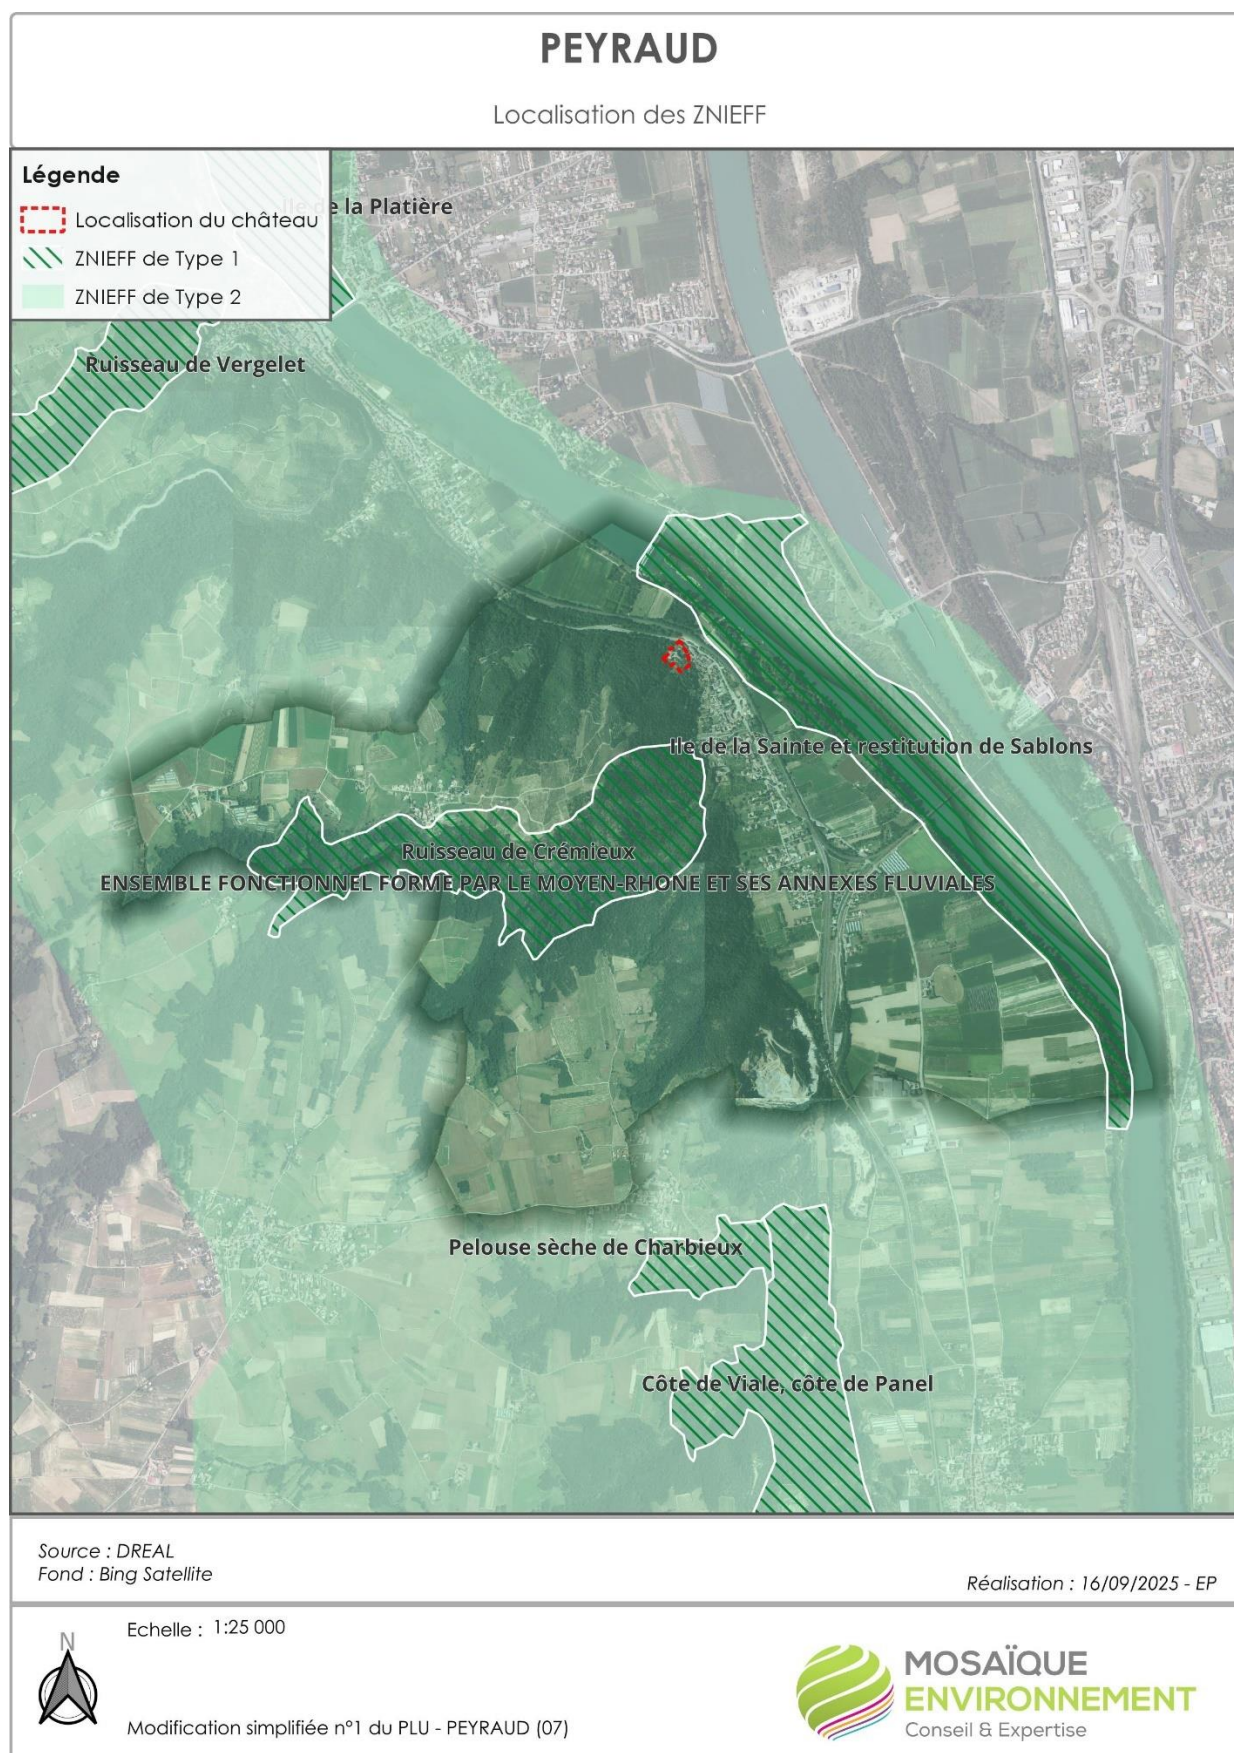 PEYRAUD
Localisation des ZNIEFF
Légende
Localisation du château
ZNIEFF de Type 1
ZNIEFF de Type 2
Ile de la Platière
Ruisseau de Vergelet
Ile de la Sainte et restitution de Sablons
Ruisseau de Crémieux
ENSEMBLE FONCTIONNEL FORME PAR LE MOYEN-RHONE ET SES ANNEXES FLUVIALES
Pelouse sèche de Charbieux
Côte de Viale, côte de Panel
Source : DREAL
Fond : Bing Satellite
Réalisation : 16/09/2025 - EP
Echelle : 1:25 000
N
Modification simplifiée n°1 du PLU - PEYRAUD (07)
MOSAÏQUE
ENVIRONNEMENT
Conseil & Expertise